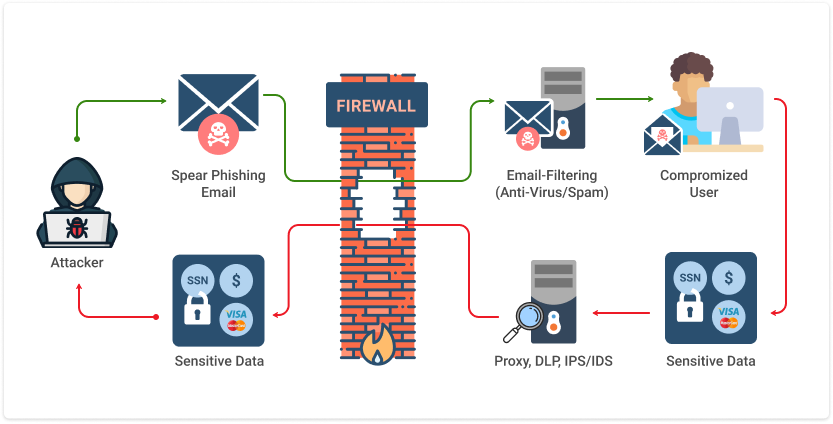 FIREWALL
Spear Phishing
Email
Email-Filtering
(Anti-Virus/Spam)
Compromized
User
Attacker
SSN
$
VISA
Sensitive Data
Proxy, DLP, IPS/IDS
SSN
$
VISA
Sensitive Data